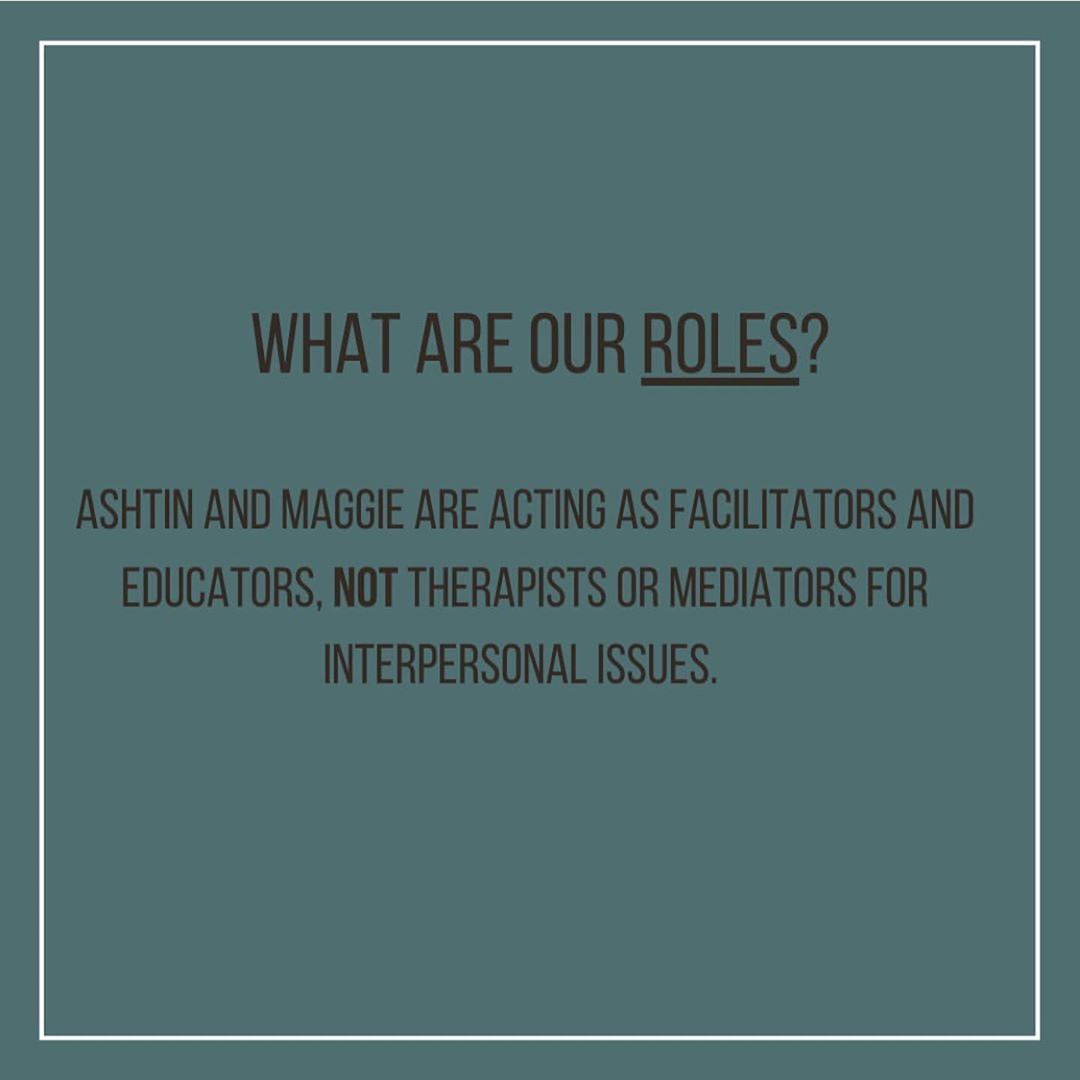 WHAT ARE OUR ROLES?
ASHTIN AND MAGGIE ARE ACTING AS FACILITATORS AND
EDUCATORS, NOT THERAPISTS OR MEDIATORS FOR
INTERPERSONAL ISSUES.